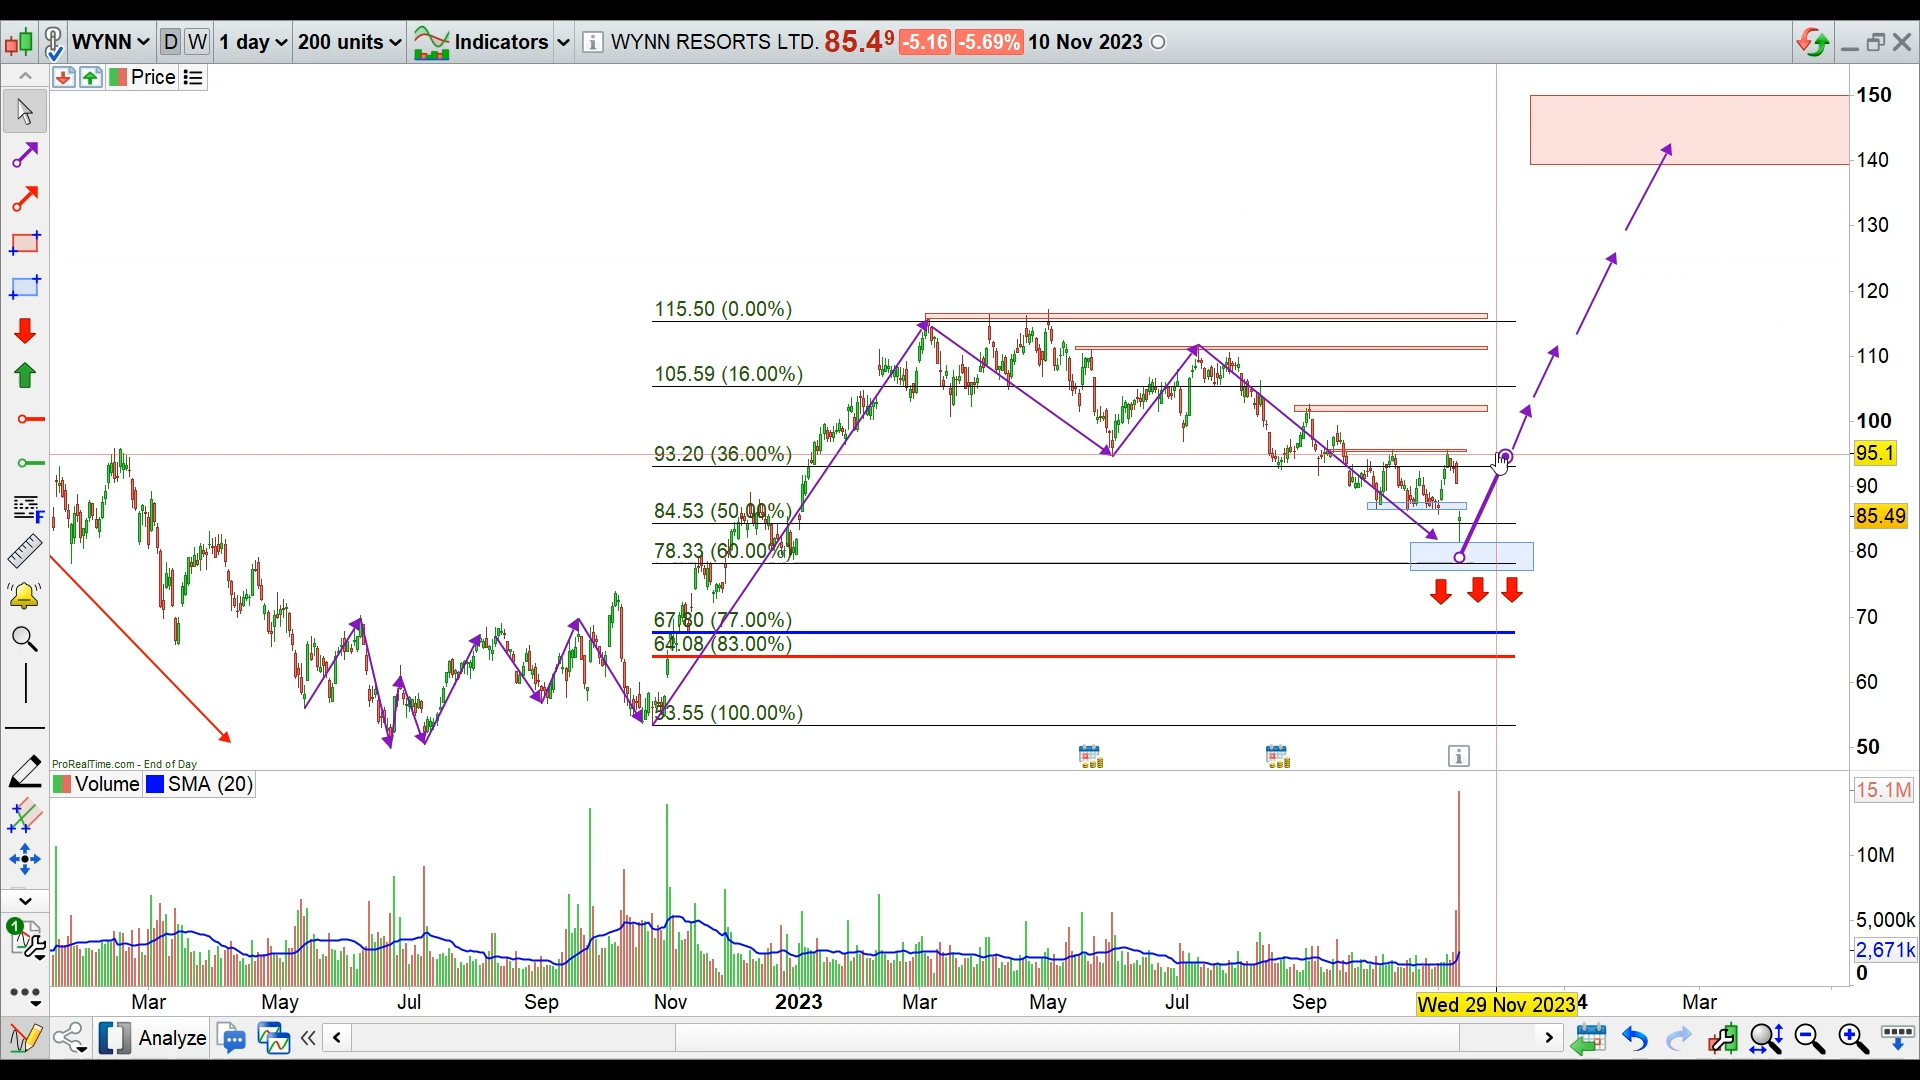 WYNN D W 1 day 200 units Indicators i WYNN RESORTS LTD. 85.4⁹ -5.16 -5.69% 10 Nov 2023
Price
150
140
130
120
115.50 (0.00%)
110
105.59 (16.00%)
100
93.20 (36.00%)
95.1
90
84.53 (50.00%)
85.49
78.33 (60.00%)
80
67.80 (77.00%)
70
64.08 (83.00%)
60
53.55 (100.00%)
50
ProRealTime.com - End of Day
Volume SMA (20)
15.1M
10M
5,000k
2,671k
0
Mar May Jul Sep Nov 2023 Mar May Jul Sep Wed 29 Nov 2023 4 Mar
F
1
Analyze